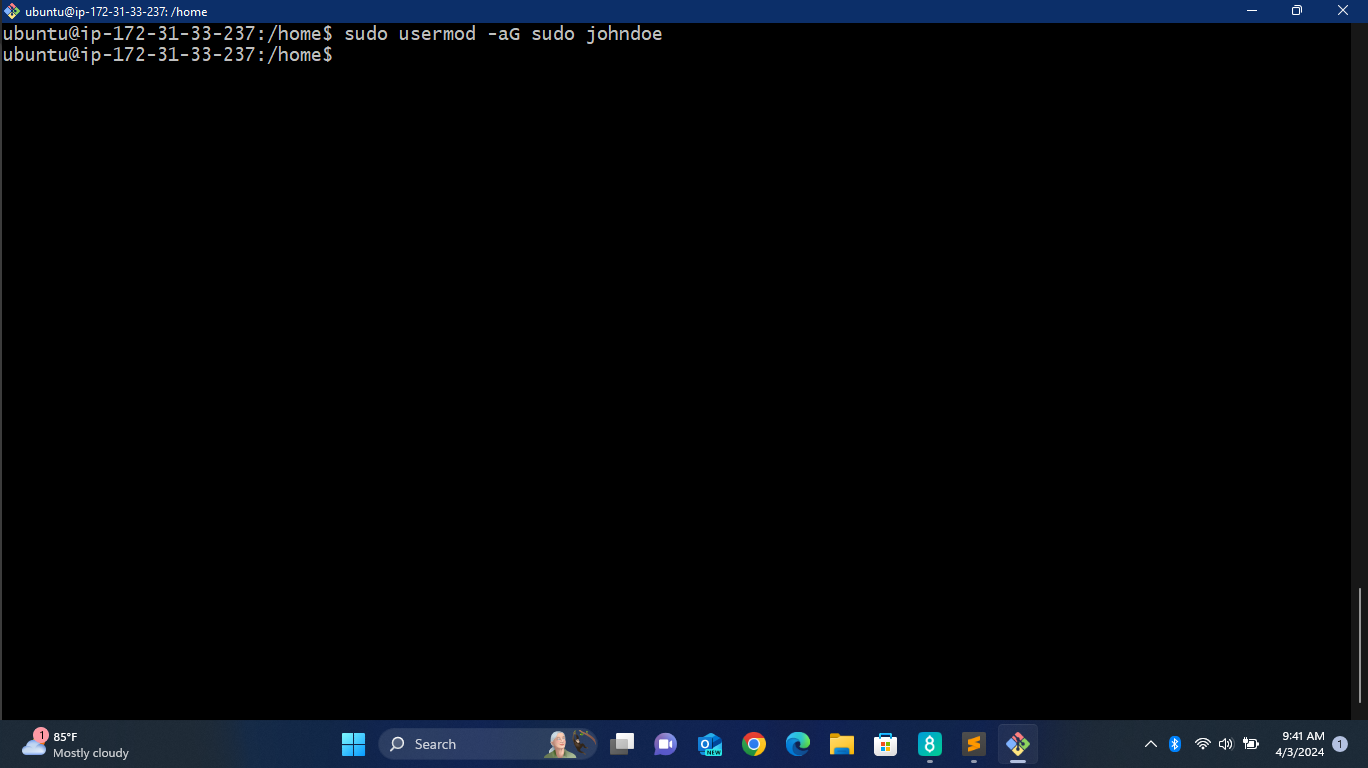 ubuntu@ip-172-31-33-237: /home
ubuntu@ip-172-31-33-237:/home$ sudo usermod -aG sudo johndoe
ubuntu@ip-172-31-33-237:/home$
1
85°F
Mostly cloudy
Search
NEW
8
9:41 AM
4/3/2024
1